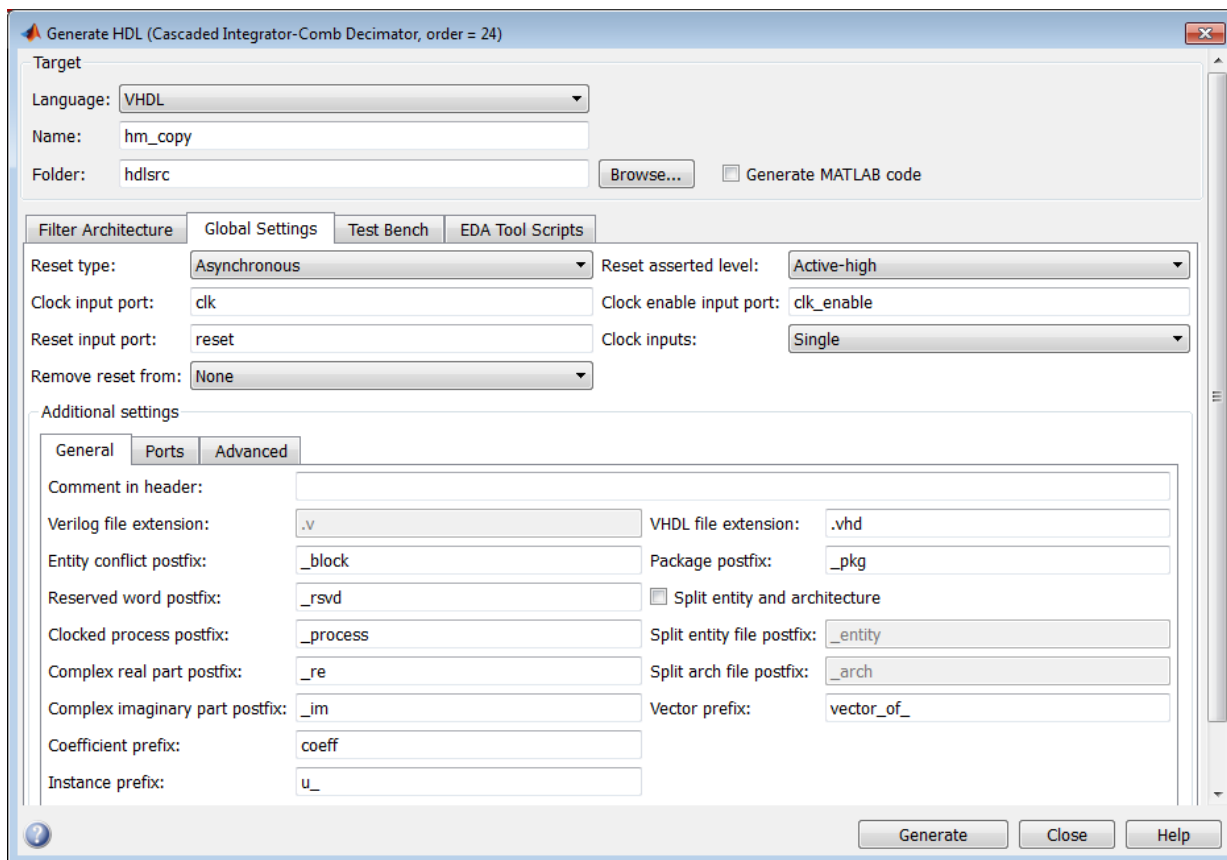 Generate HDL (Cascaded Integrator-Comb Decimator, order = 24)
Target
Language: VHDL
Name: hm_copy
Folder: hdlsrc Browse... Generate MATLAB code
Filter Architecture Global Settings Test Bench EDA Tool Scripts
Reset type: Asynchronous Reset asserted level: Active-high
Clock input port: clk Clock enable input port: clk_enable
Reset input port: reset Clock inputs: Single
Remove reset from: None
Additional settings
General Ports Advanced
Comment in header:
Verilog file extension: .v VHDL file extension: .vhd
Entity conflict postfix: _block Package postfix: _pkg
Reserved word postfix: _rsvd Split entity and architecture
Clocked process postfix: _process Split entity file postfix: _entity
Complex real part postfix: _re Split arch file postfix: _arch
Complex imaginary part postfix: _im Vector prefix: vector_of_
Coefficient prefix: coeff
Instance prefix: u_
? Generate Close Help